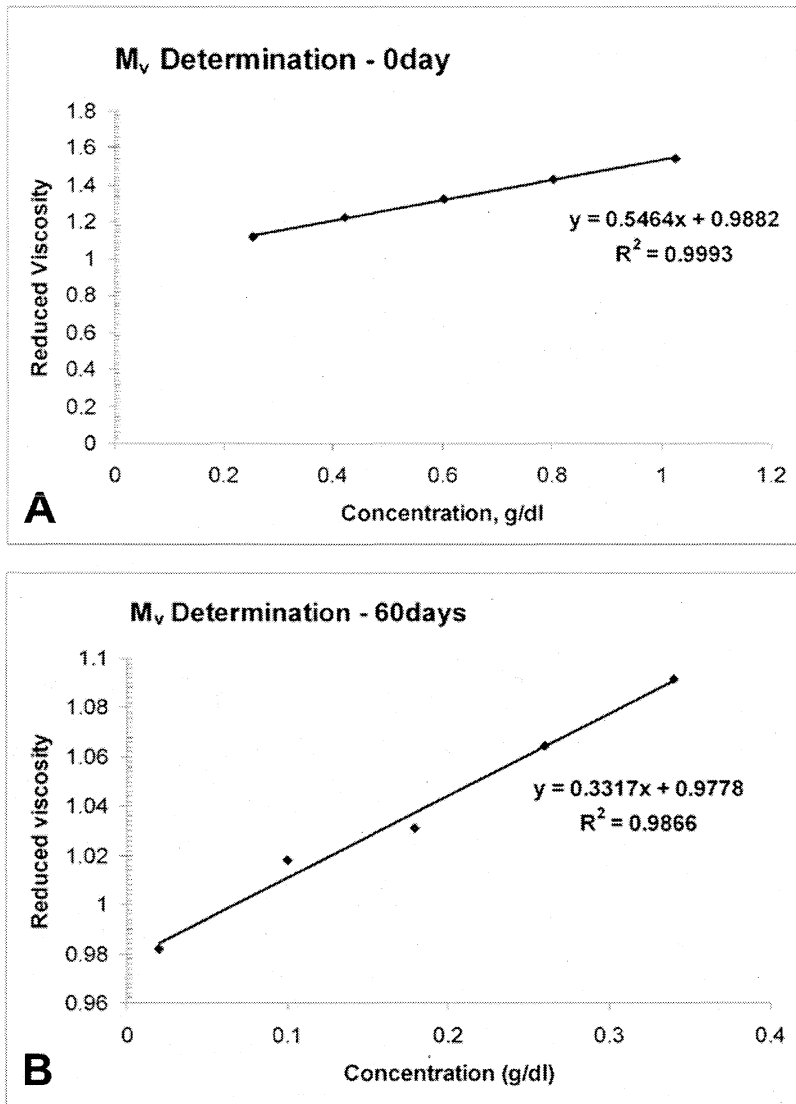 M_v Determination - 0day
1.8
1.6
1.4
1.2
1
0.8
0.6
0.4
0.2
0
Reduced Viscosity
y = 0.5464x + 0.9882
R² = 0.9993
0 0.2 0.4 0.6 0.8 1 1.2
Concentration, g/dl
A
M_v Determination - 60days
1.1
1.08
1.06
1.04
1.02
1
0.98
0.96
Reduced viscosity
y = 0.3317x + 0.9778
R² = 0.9866
0 0.1 0.2 0.3 0.4
Concentration (g/dl)
B